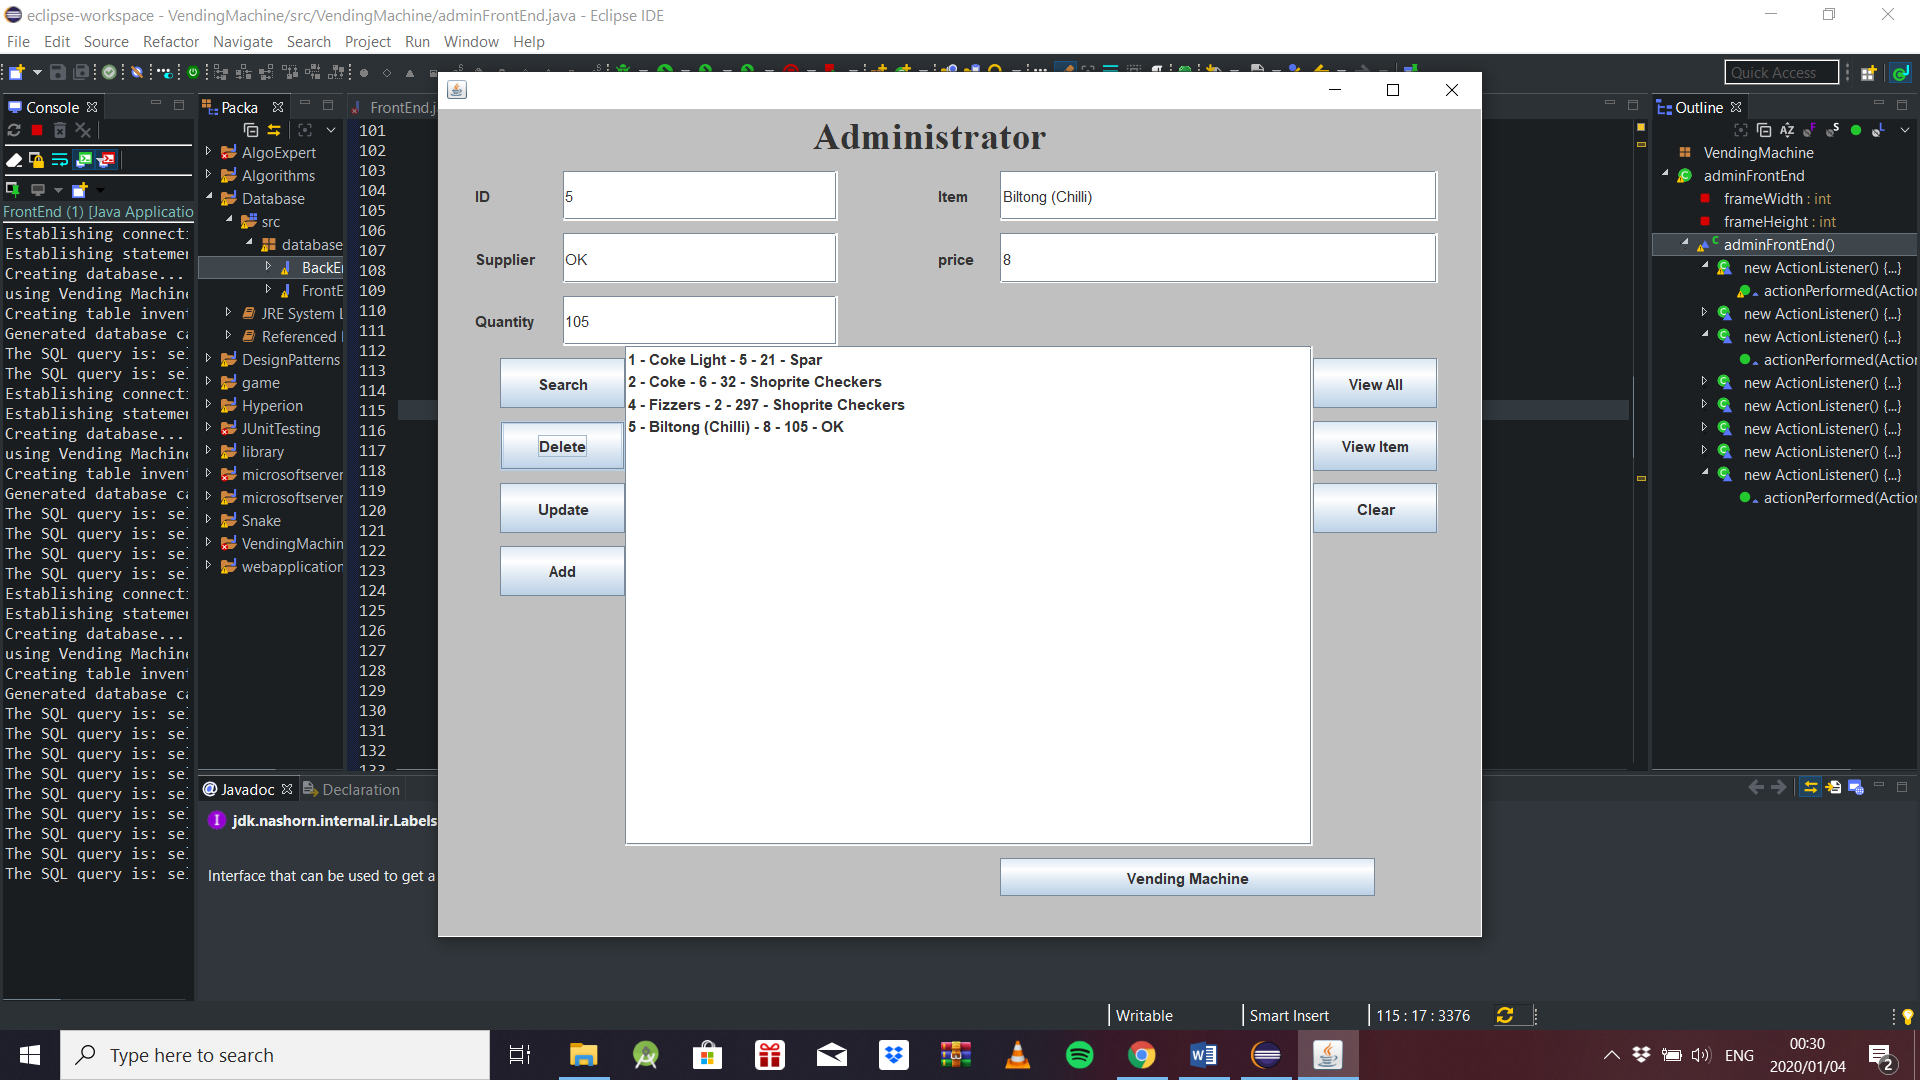 eclipse-workspace - VendingMachine/src/VendingMachine/adminFrontEnd.java - Eclipse IDE
File Edit Source Refactor Navigate Search Project Run Window Help
Quick Access
Console
FrontEnd (1) [Java Applicatio
Establishing connect
Establishing stateme
Creating database...
using Vending Machin
Creating table inven
Generated database c
The SQL query is: se
The SQL query is: se
Establishing connect
Establishing stateme
Creating database...
using Vending Machin
Creating table inven
Generated database c
The SQL query is: se
The SQL query is: se
The SQL query is: se
The SQL query is: se
Establishing connect
Establishing stateme
Creating database...
using Vending Machin
Creating table inven
Generated database c
The SQL query is: se
The SQL query is: se
The SQL query is: se
The SQL query is: se
The SQL query is: se
The SQL query is: se
The SQL query is: se
The SQL query is: se
The SQL query is: se
Packa
AlgoExpert
Algorithms
Database
src
database
BackE
FrontE
JRE System L
Referenced
DesignPatterns
game
Hyperion
JUnitTesting
library
microsoftserver
microsoftserver
Snake
VendingMachin
webapplication
FrontEnd.j
101
102
103
104
105
106
107
108
109
110
111
112
113
114
115
116
117
118
119
120
121
122
123
124
125
126
127
128
129
130
131
132
133
Administrator
ID 5 Item Biltong (Chilli)
Supplier OK price 8
Quantity 105
Search
Delete
Update
Add
1 - Coke Light - 5 - 21 - Spar
2 - Coke - 6 - 32 - Shoprite Checkers
4 - Fizzers - 2 - 297 - Shoprite Checkers
5 - Biltong (Chilli) - 8 - 105 - OK
View All
View Item
Clear
Vending Machine
Outline
VendingMachine
adminFrontEnd
frameWidth : int
frameHeight : int
adminFrontEnd()
new ActionListener() {...}
actionPerformed(Action
new ActionListener() {...}
new ActionListener() {...}
actionPerformed(Action
new ActionListener() {...}
new ActionListener() {...}
new ActionListener() {...}
new ActionListener() {...}
new ActionListener() {...}
actionPerformed(Action
@ Javadoc Declaration
jdk.nashorn.internal.ir.Labels
Interface that can be used to get a
Writable Smart Insert 115 : 17 : 3376
Type here to search
ENG
00:30
2020/01/04
2